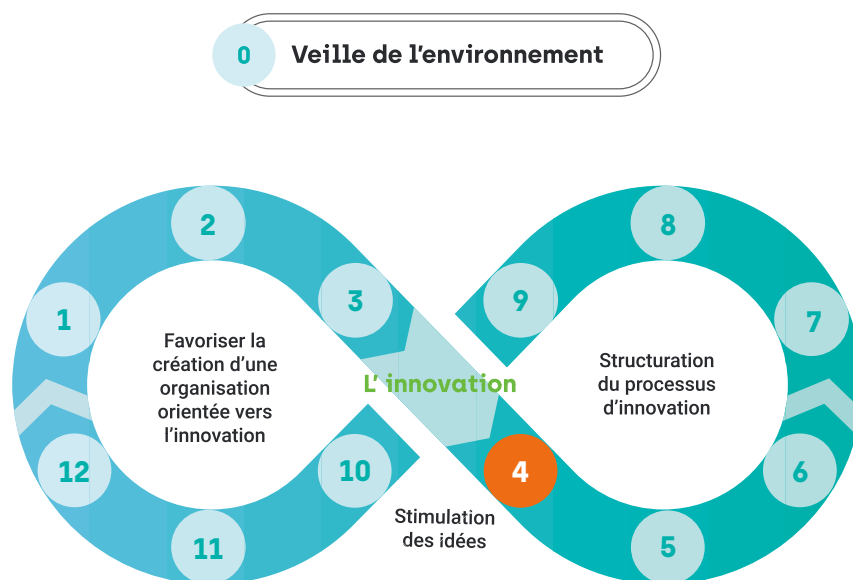 0 Veille de l'environnement
2
8
3
9
1
7
Favoriser la
création d'une
organisation
orientée vers
l'innovation
L' innovation
Structuration
du processus
d'innovation
12
10
4
6
Stimulation
des idées
11
5